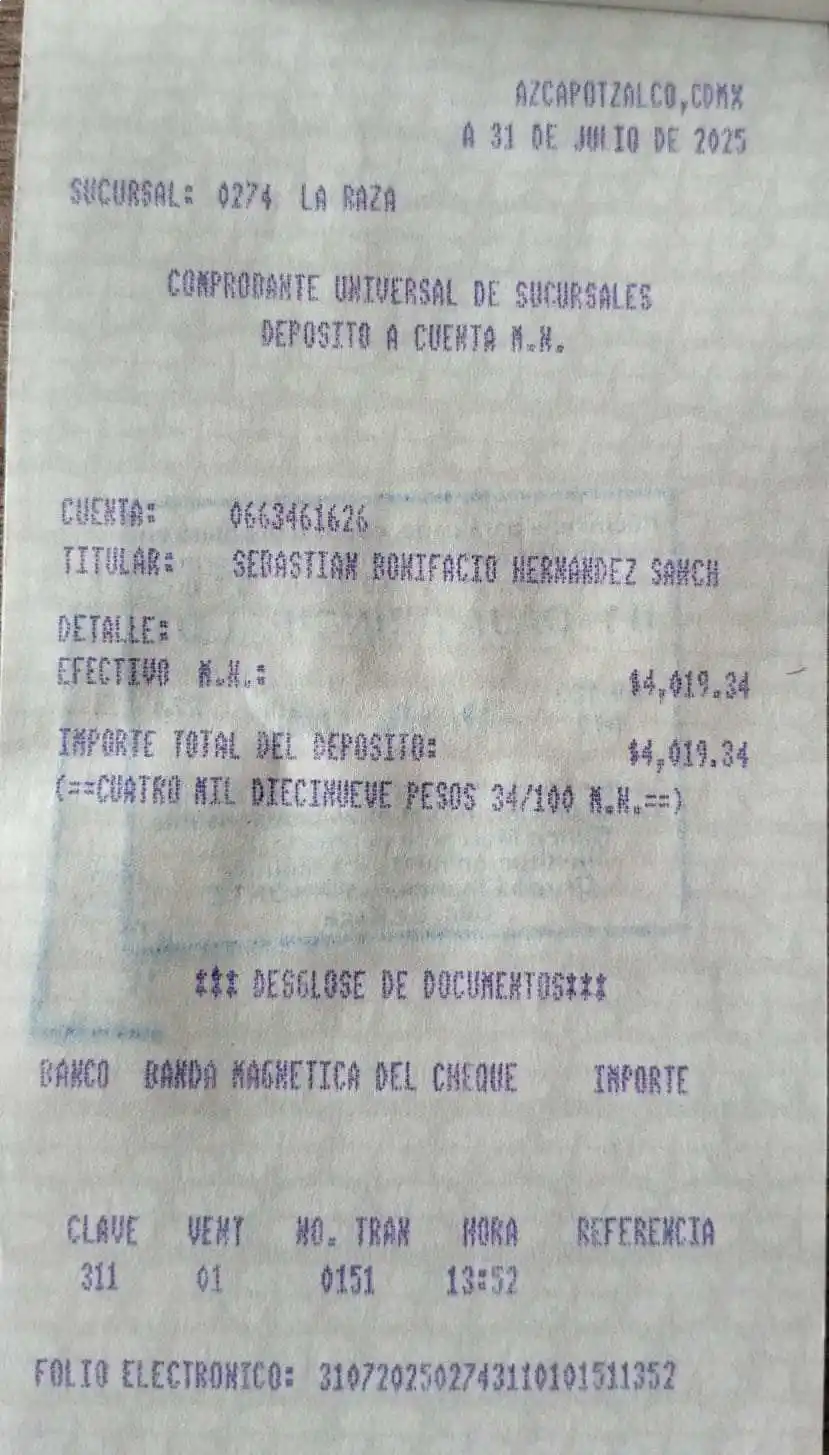 AZCAPOTZALCO,CDMX
A 31 DE JULIO DE 2025
SUCURSAL: 0274 LA RAZA
COMPROBANTE UNIVERSAL DE SUCURSALES
DEPOSITO A CUENTA M.N.
CUENTA: 0663461626
TITULAR: SEBASTIAN BONIFACIO HERNANDEZ SANCH
DETALLE:
EFECTIVO M.N.: $4,019.34
IMPORTE TOTAL DEL DEPOSITO: $4,019.34
(==CUATRO MIL DIECINUEVE PESOS 34/100 M.N.==)
*** DESGLOSE DE DOCUMENTOS***
BANCO BANDA MAGNETICA DEL CHEQUE IMPORTE
CLAVE VENT NO. TRAN HORA REFERENCIA
311 01 0151 13:52
FOLIO ELECTRONICO: 3107202502743110101511352